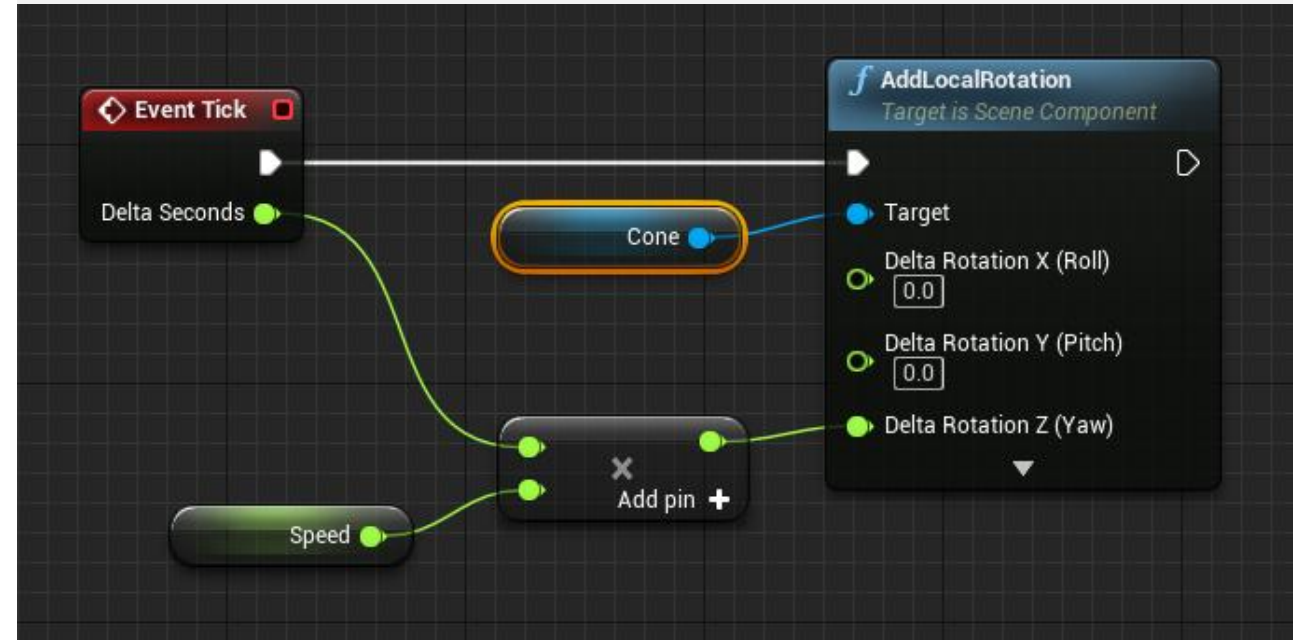 Event Tick
Delta Seconds
Cone
Speed
Add pin
f AddLocalRotation
Target is Scene Component
Target
Delta Rotation X (Roll)
0.0
Delta Rotation Y (Pitch)
0.0
Delta Rotation Z (Yaw)